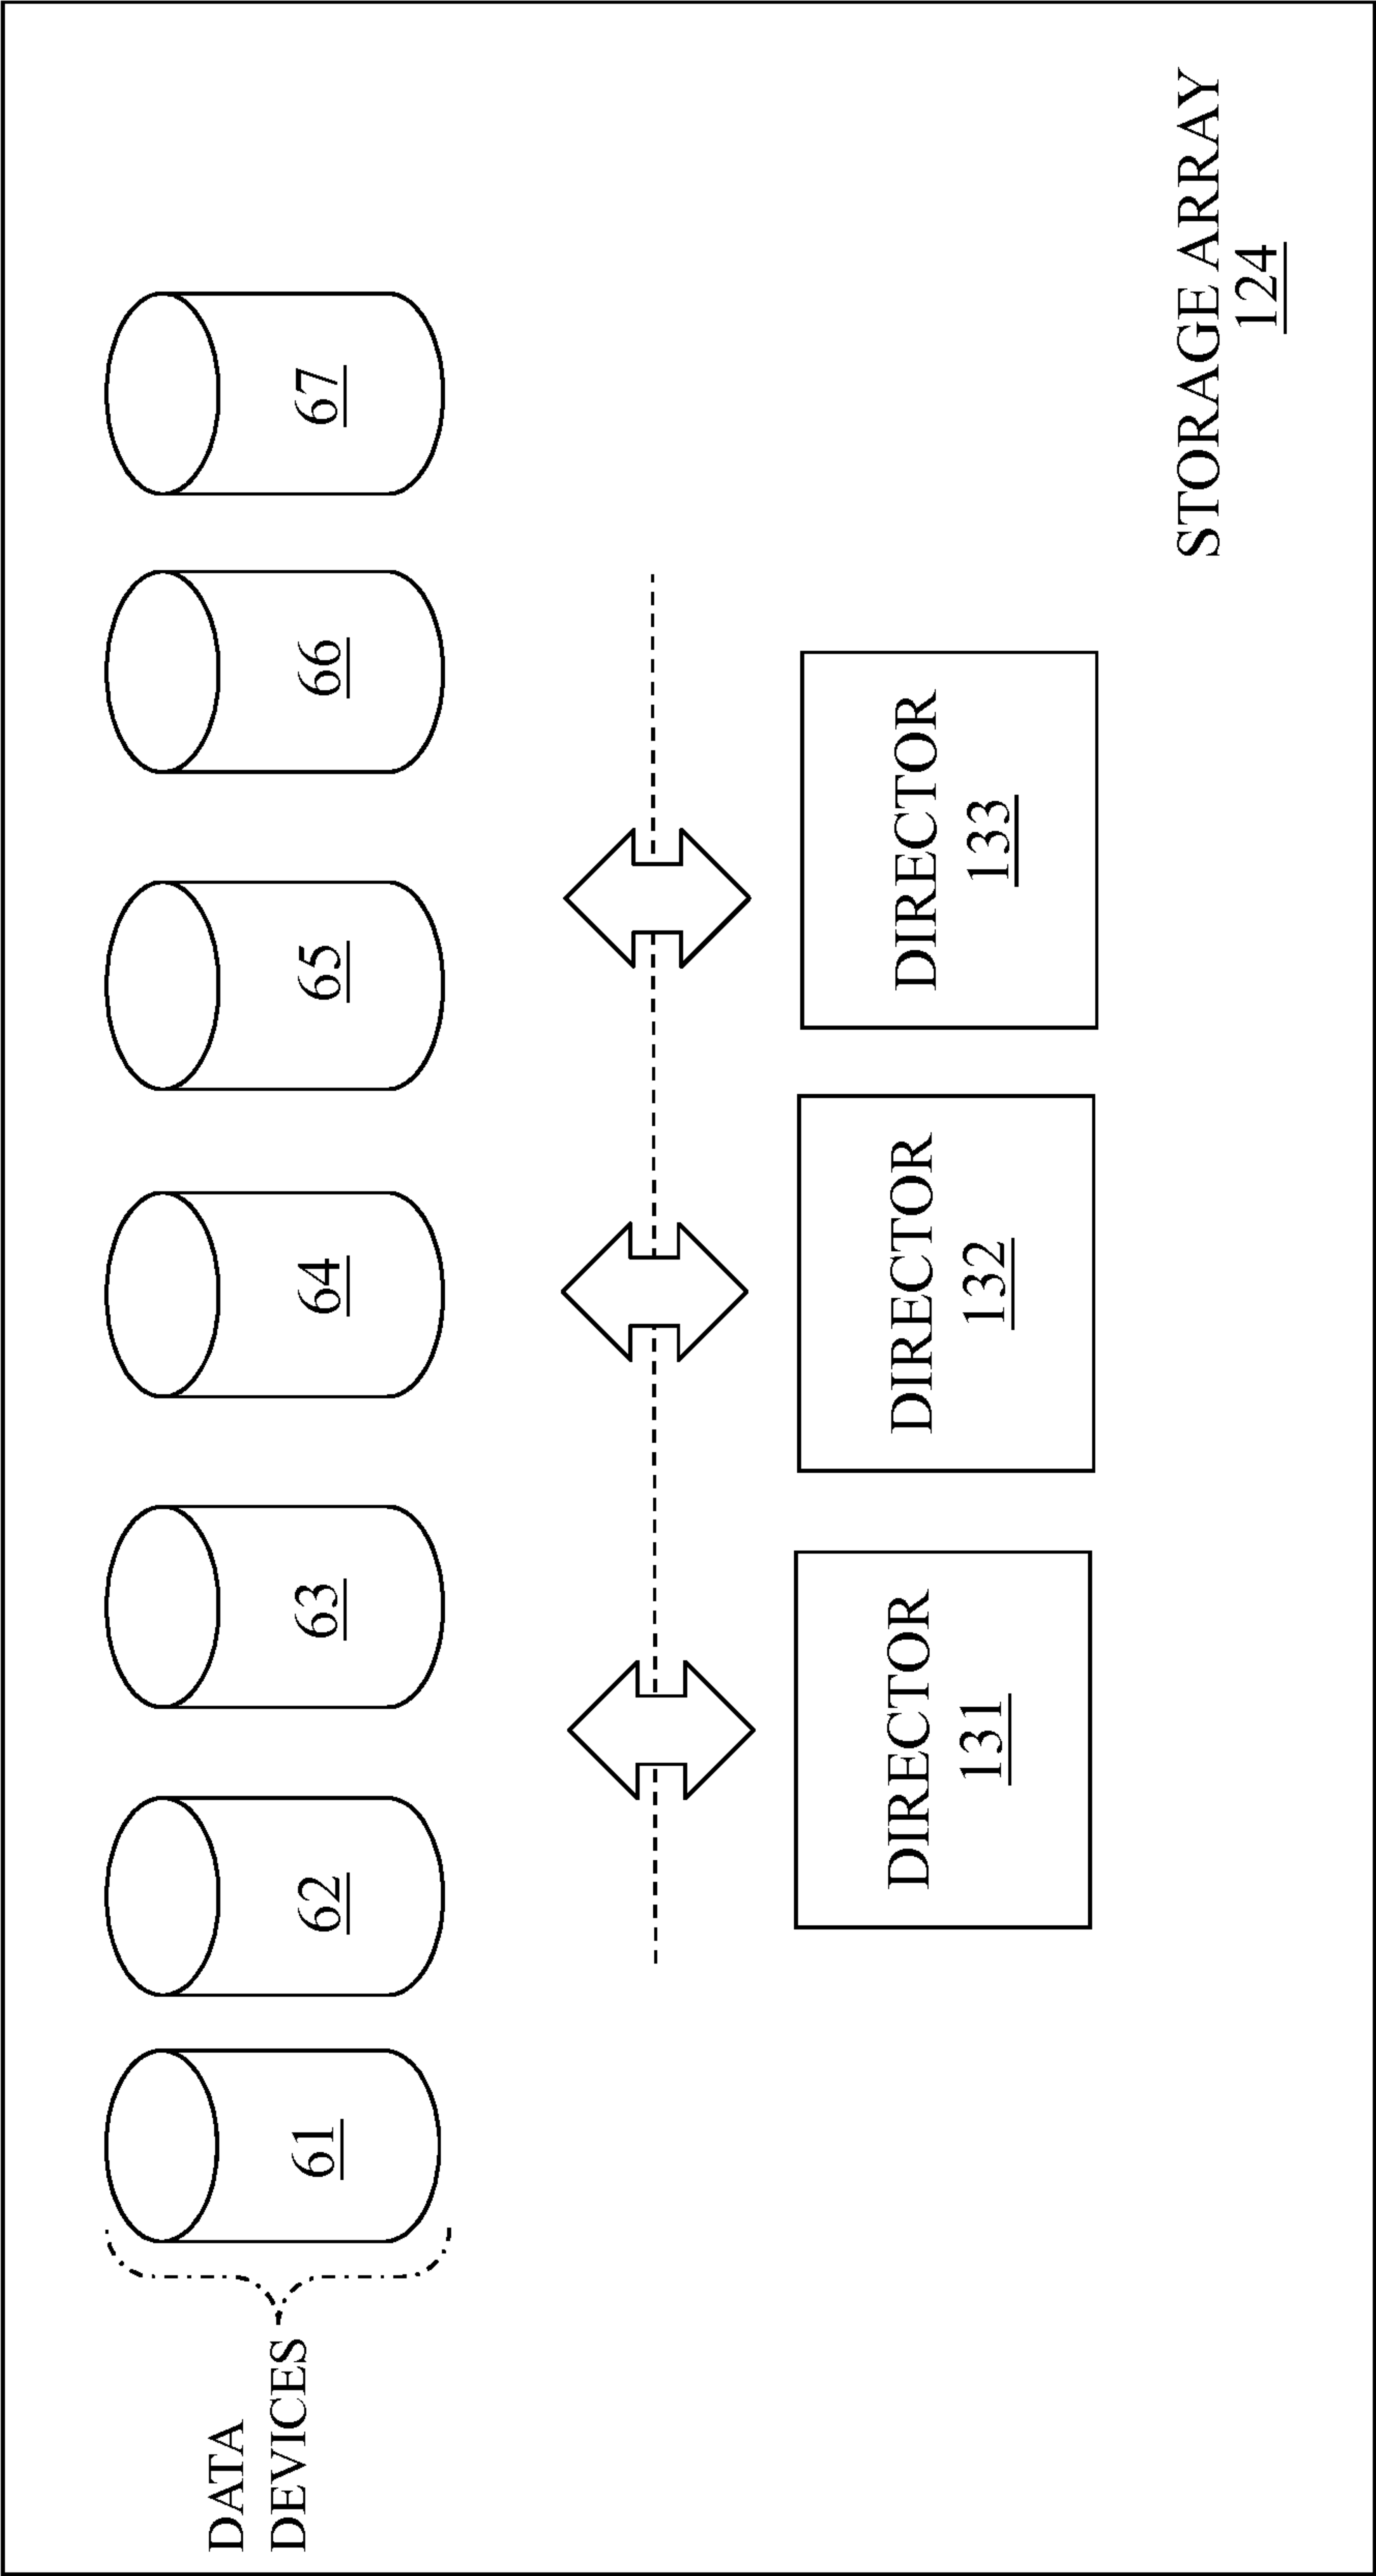 DATA
DEVICES
61
62
63
64
65
66
67
DIRECTOR
131
DIRECTOR
132
DIRECTOR
133
STORAGE ARRAY
124